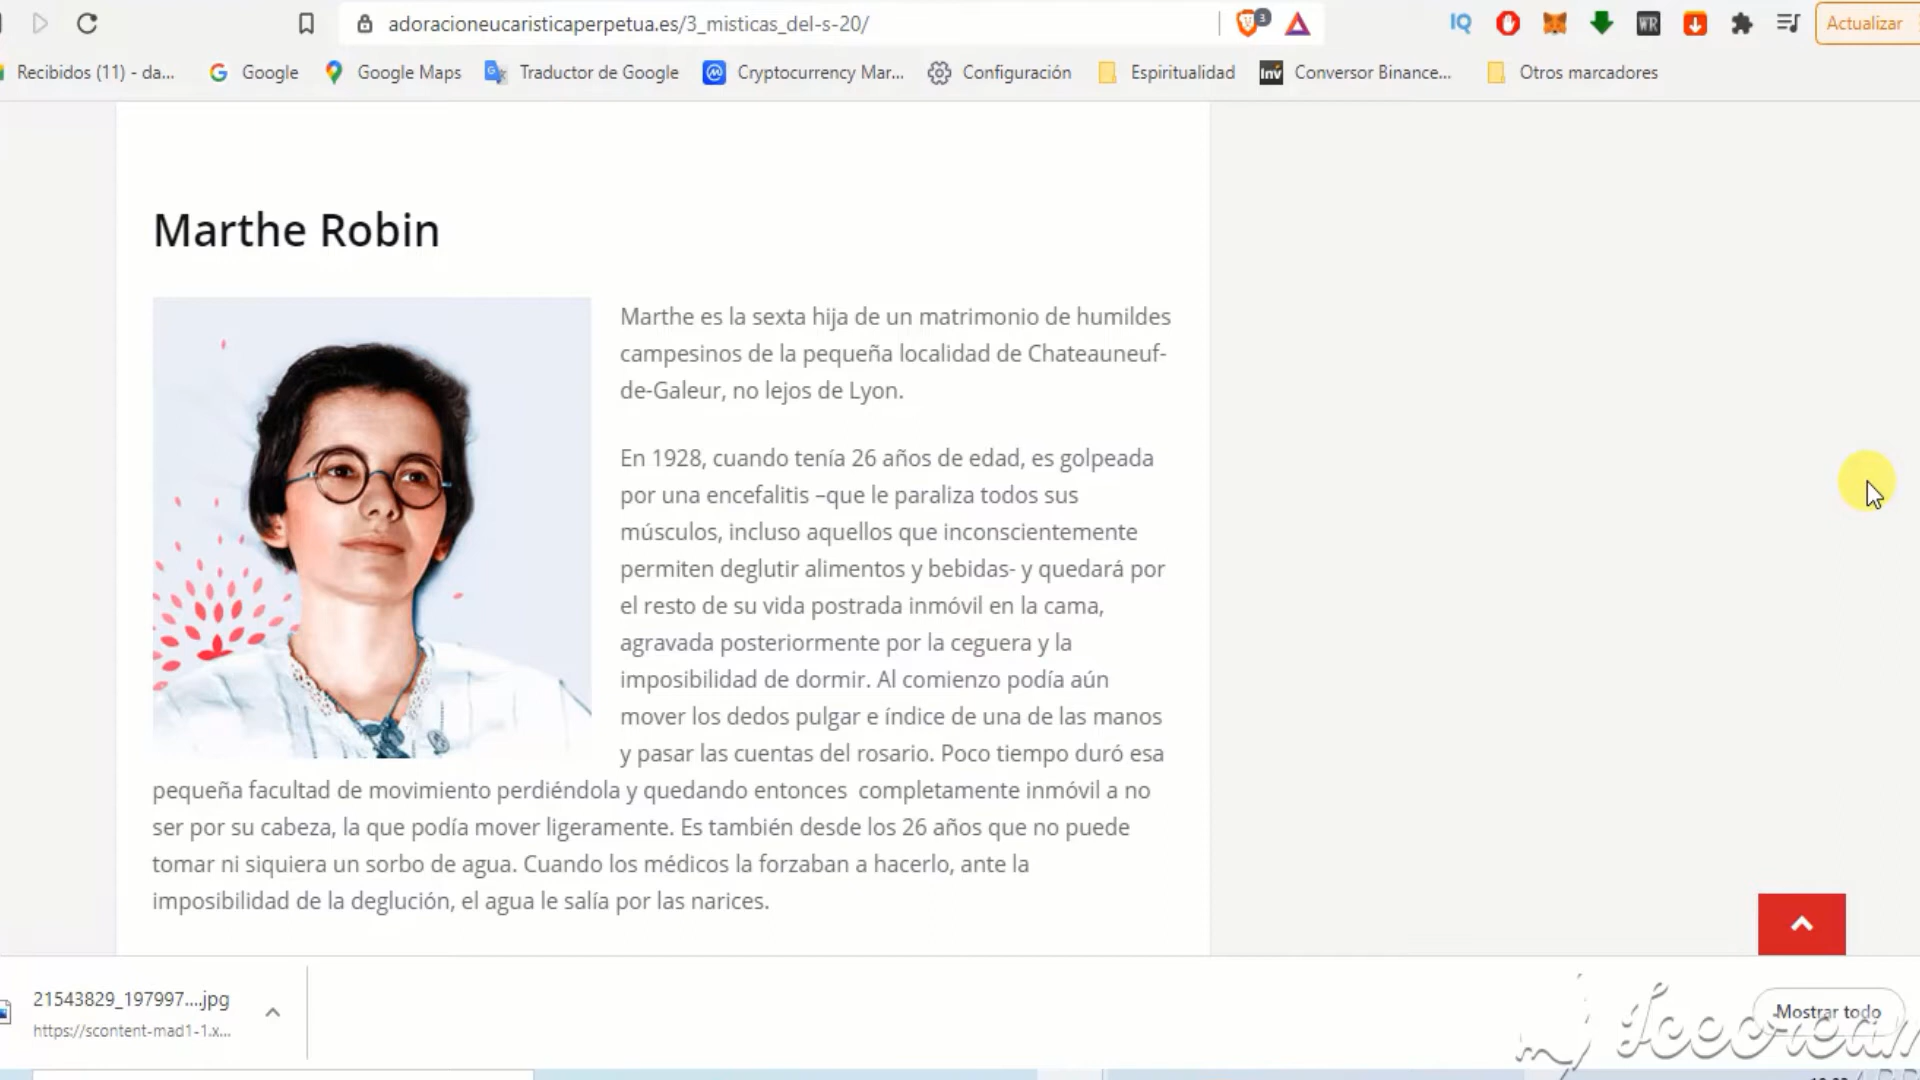 adoracioneucaristicaperpetua.es/3_misticas_del-s-20/
3
IQ
WR
Actualizar
Recibidos (11) - da...
Google
Google Maps
Traductor de Google
Cryptocurrency Mar...
Configuración
Espiritualidad
Inv
Conversor Binance...
Otros marcadores
Marthe Robin
Marthe es la sexta hija de un matrimonio de humildes
campesinos de la pequeña localidad de Chateauneuf-
de-Galeur, no lejos de Lyon.
En 1928, cuando tenía 26 años de edad, es golpeada
por una encefalitis –que le paraliza todos sus
músculos, incluso aquellos que inconscientemente
permiten deglutir alimentos y bebidas- y quedará por
el resto de su vida postrada inmóvil en la cama,
agravada posteriormente por la ceguera y la
imposibilidad de dormir. Al comienzo podía aún
mover los dedos pulgar e índice de una de las manos
y pasar las cuentas del rosario. Poco tiempo duró esa
pequeña facultad de movimiento perdiéndola y quedando entonces completamente inmóvil a no
ser por su cabeza, la que podía mover ligeramente. Es también desde los 26 años que no puede
tomar ni siquiera un sorbo de agua. Cuando los médicos la forzaban a hacerlo, ante la
imposibilidad de la deglución, el agua le salía por las narices.
21543829_197997....jpg
https://scontent-mad1-1.x...
Mostrar todo
Icecream